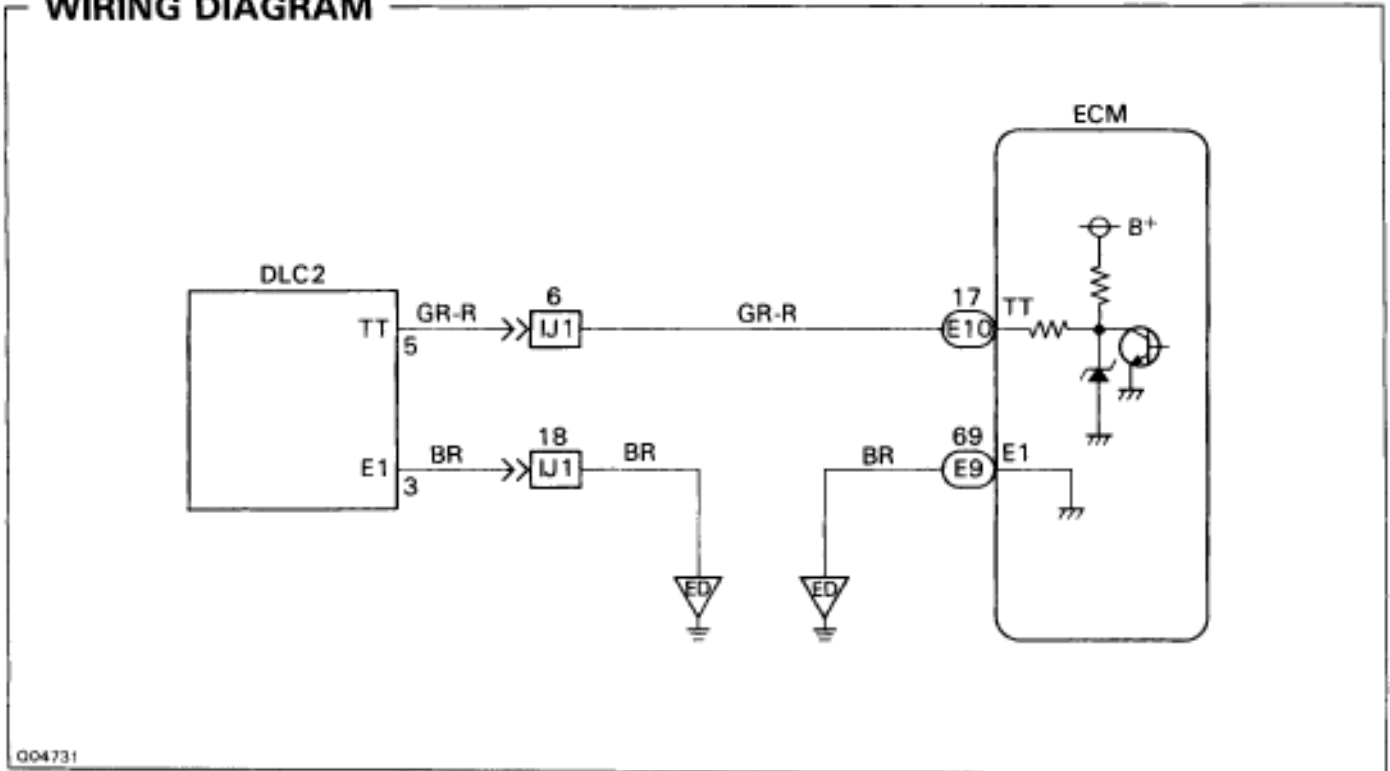 WIRING DIAGRAM
ECM
B+
DLC2
TT
5
GR-R
6
IJ1
GR-R
17
E10
TT
E1
3
BR
18
IJ1
BR
BR
69
E9
E1
ED
ED
Q04731